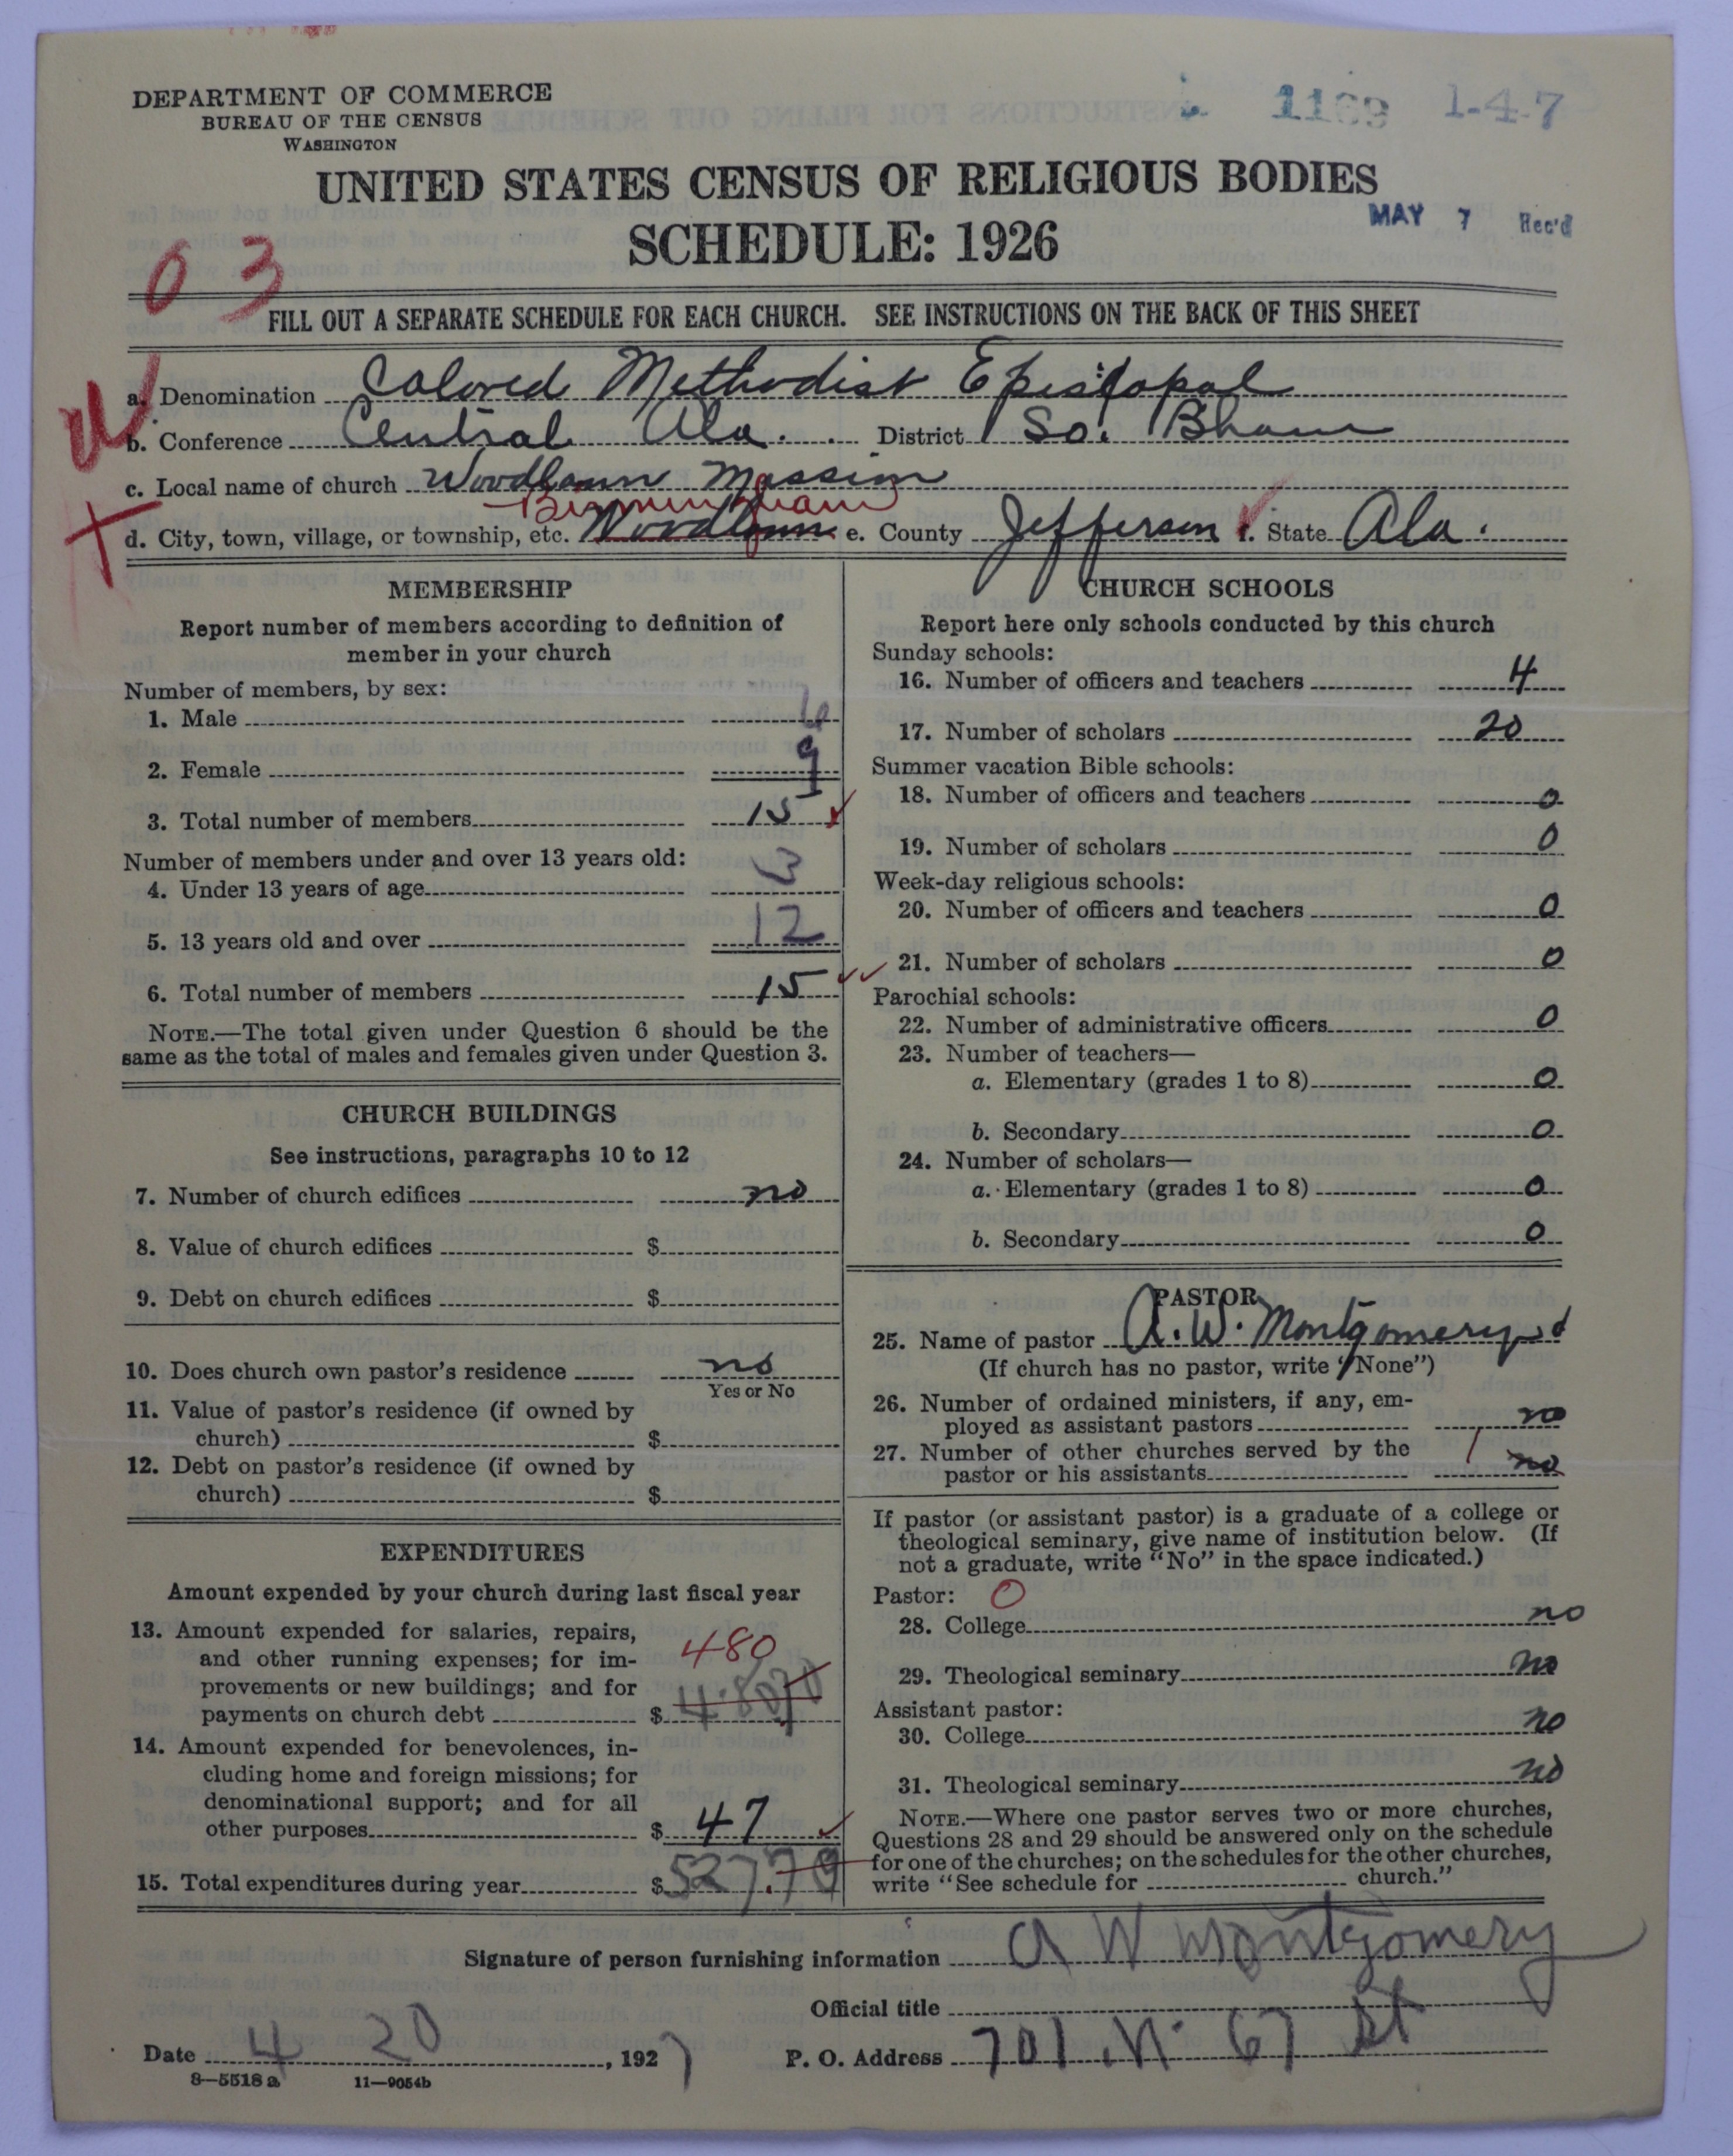 1169 1-4-7
DEPARTMENT OF COMMERCE
BUREAU OF THE CENSUS
WASHINGTON
UNITED STATES CENSUS OF RELIGIOUS BODIES
MAY 7 Rec'd
SCHEDULE: 1926
03
FILL OUT A SEPARATE SCHEDULE FOR EACH CHURCH. SEE INSTRUCTIONS ON THE BACK OF THIS SHEET
a. Denomination Colored Methodist Episcopal
b. Conference Central Ala. District So. Bham
c. Local name of church Woodlawn Mission
Birmingham
d. City, town, village, or township, etc. Woodlawn e. County Jefferson f. State Ala.
MEMBERSHIP
Report number of members according to definition of
member in your church
Number of members, by sex:
1. Male 6
2. Female 9
3. Total number of members 15
Number of members under and over 13 years old:
4. Under 13 years of age 3
5. 13 years old and over 12
6. Total number of members 15
NOTE.—The total given under Question 6 should be the
same as the total of males and females given under Question 3.
CHURCH BUILDINGS
See instructions, paragraphs 10 to 12
7. Number of church edifices no
8. Value of church edifices $
9. Debt on church edifices $
10. Does church own pastor's residence no
Yes or No
11. Value of pastor's residence (if owned by
church) $
12. Debt on pastor's residence (if owned by
church) $
EXPENDITURES
Amount expended by your church during last fiscal year
13. Amount expended for salaries, repairs,
and other running expenses; for im- 480
provements or new buildings; and for
payments on church debt $
14. Amount expended for benevolences, in-
cluding home and foreign missions; for
denominational support; and for all
other purposes $ 47
15. Total expenditures during year $ 527.79
CHURCH SCHOOLS
Report here only schools conducted by this church
Sunday schools:
16. Number of officers and teachers 4
17. Number of scholars 20
Summer vacation Bible schools:
18. Number of officers and teachers 0
19. Number of scholars 0
Week-day religious schools:
20. Number of officers and teachers 0
21. Number of scholars 0
Parochial schools:
22. Number of administrative officers 0
23. Number of teachers—
a. Elementary (grades 1 to 8) 0
b. Secondary 0
24. Number of scholars—
a. Elementary (grades 1 to 8) 0
b. Secondary 0
PASTOR
25. Name of pastor A. W. Montgomery
(If church has no pastor, write "None")
26. Number of ordained ministers, if any, em-
ployed as assistant pastors no
27. Number of other churches served by the 1
pastor or his assistants no
If pastor (or assistant pastor) is a graduate of a college or
theological seminary, give name of institution below. (If
not a graduate, write "No" in the space indicated.)
Pastor: 0
28. College no
29. Theological seminary no
Assistant pastor:
30. College no
31. Theological seminary no
NOTE.—Where one pastor serves two or more churches,
Questions 28 and 29 should be answered only on the schedule
for one of the churches; on the schedules for the other churches,
write "See schedule for church."
Signature of person furnishing information A W Montgomery
Official title
Date 4 20, 1927 P. O. Address 701. N. 67 St
8—5518 a 11—9054b